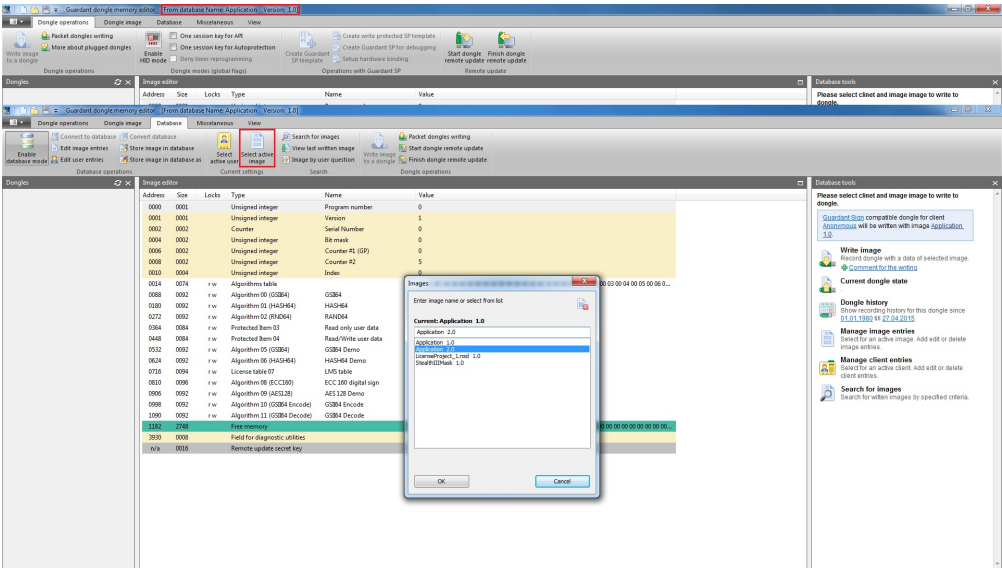 Guardant dongle memory editor [From database Name: Application Version: 1.0]
Dongle operations Dongle image Database Miscelaneous View
Write image to a dongle
Packet dongles writing
More about plugged dongles
Dongle operations
Enable HID mode
One session key for API
One session key for Autoprotection
Deny timer reprogramming
Dongle modes (global flags)
Create Guardant SP template
Create write protected SP template
Create Guardant SP for debugging
Setup hardware binding
Operations with Guardant SP
Start dongle remote update
Finish dongle remote update
Remote update
Dongles
Image editor
Database tools
Address Size Locks Type Name Value
Please select clinet and image image to write to
dongle.
Guardant dongle memory editor [From database Name: Application Version: 1.0]
Dongle operations Dongle image Database Miscelaneous View
Enable database mode
Connect to database
Convert database
Edit image entries
Store image in database
Edit user entries
Store image in database as
Database operations
Select active user
Select active image
Current settings
Search for images
View last written image
Image by user question
Search
Write image to a dongle
Packet dongles writing
Start dongle remote update
Finish dongle remote update
Dongle operations
Dongles
Image editor
Database tools
Address Size Locks Type Name Value
0000 0001 Unsigned integer Program number 0
0001 0001 Unsigned integer Version 1
0002 0002 Counter Serial Number 0
0004 0002 Unsigned integer Bit mask 0
0006 0002 Unsigned integer Counter #1 (GP) 0
0008 0002 Unsigned integer Counter #2 5
0010 0004 Unsigned integer Index 0
0014 0074 r w Algorithms table 00 03 00 04 00 05 00 06 0...
0088 0092 r w Algorithm 00 (GSII64) GSII64
0180 0092 r w Algorithm 01 (HASH64) HASH64
0272 0092 r w Algorithm 02 (RND64) RAND64
0364 0084 r w Protected Item 03 Read only user data
0448 0084 r w Protected Item 04 Read/Write user data
0532 0092 r w Algorithm 05 (GSII64) GSII64 Demo
0624 0092 r w Algorithm 06 (HASH64) HASH64 Demo
0716 0094 r w License table 07 LMS table
0810 0096 r w Algorithm 08 (ECC160) ECC 160 digital sign
0906 0092 r w Algorithm 09 (AES128) AES 128 Demo
0998 0092 r w Algorithm 10 (GSII64 Encode) GSII64 Encode
1090 0092 r w Algorithm 11 (GSII64 Decode) GSII64 Decode
1182 2748 Free memory
3930 0008 Field for diagnostic utilities
n/a 0016 Remote update secret key
Images
Enter image name or select from list
Current: Application 1.0
Application 2.0
Application 1.0
Application 2.0
LicenseProject_1.nsd 1.0
StealthIIIMask 1.0
OK
Cancel
Please select clinet and image image to write to
dongle.
Guardant Sign compatible dongle for client
Anonymous will be written with image Application
1.0.
Write image
Record dongle with a data of selected image.
Comment for the writing
Current dongle state
Dongle history
Show recording history for this dongle since
01.01.1980 till 27.04.2015.
Manage image entries
Select for an active image. Add edit or delete
image entries.
Manage client entries
Select for an active client. Add edit or delete
client entries.
Search for images
Search for witten images by specified criteria.